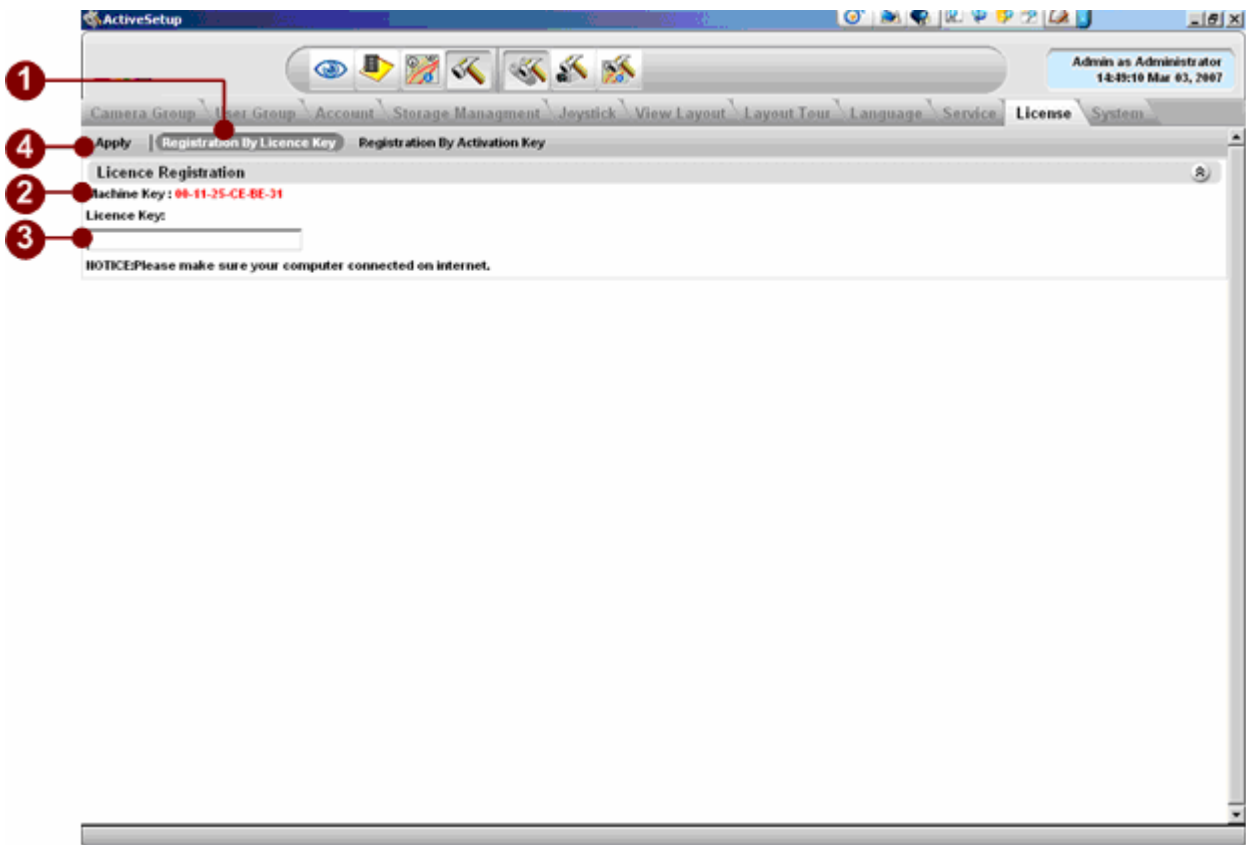 ActiveSetup
Admin as Administrator
14:49:10 Mar 03, 2007
1
Camera Group User Group Account Storage Managment Joystick View Layout Layout Tour Language Service License System
4 Apply Registration By Licence Key Registration By Activation Key
Licence Registration
2 Machine Key : 00-11-25-CE-BE-31
Licence Key:
3
NOTICE:Please make sure your computer connected on internet.